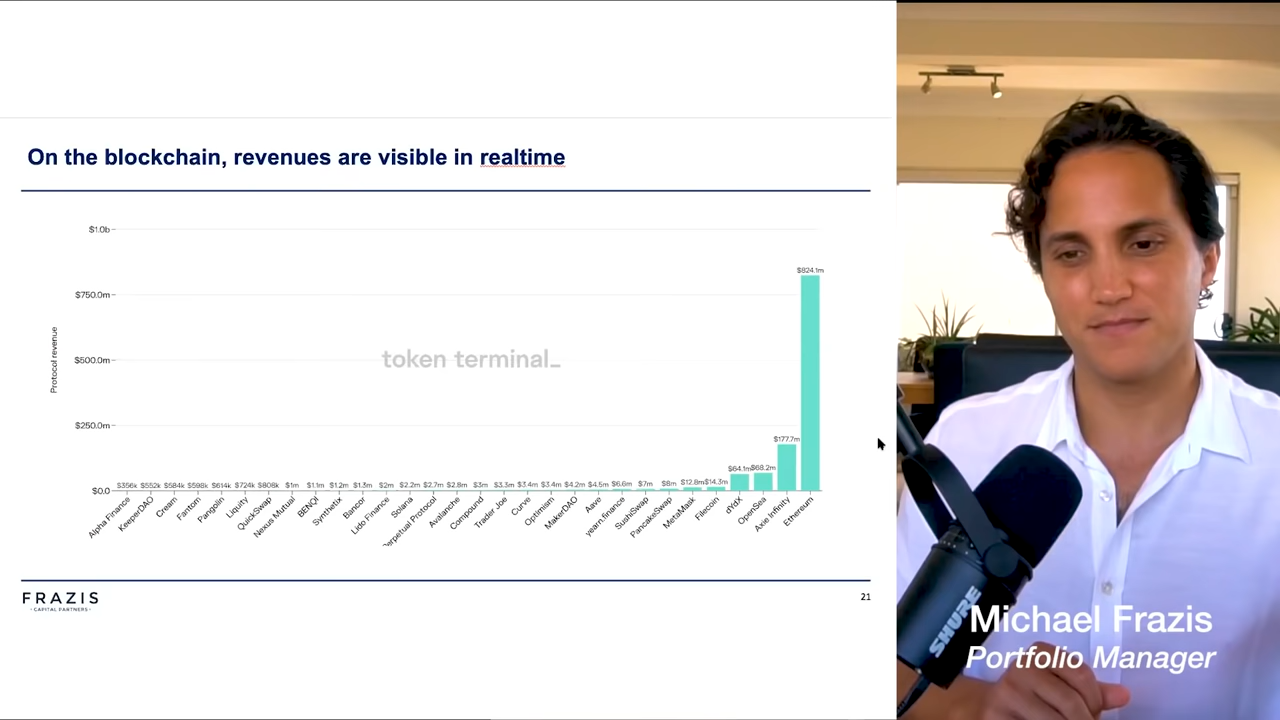 On the blockchain, revenues are visible in realtime
$1.0b
$750.0m
$500.0m
$250.0m
$0.0
Protocol revenue
token terminal_
$356k
$552k
$584k
$598k
$614k
$724k
$808k
$1m
$1.1m
$1.2m
$1.3m
$2m
$2.2m
$2.7m
$2.8m
$3m
$3.3m
$3.4m
$3.4m
$4.2m
$4.5m
$6.6m
$7m
$8m
$12.8m
$14.3m
$64.1m
$68.2m
$177.7m
$824.1m
Alpha Finance
KeeperDAO
Cream
Fantom
Pangolin
Liquity
QuickSwap
Nexus Mutual
BENQI
Synthetix
Bancor
Lido Finance
Solana
Perpetual Protocol
Avalanche
Compound
Trader Joe
Curve
Optimism
MakerDAO
Aave
yearn.finance
SushiSwap
PancakeSwap
MetaMask
Filecoin
dYdX
OpenSea
Axie Infinity
Ethereum
FRAZIS
CAPITAL PARTNERS
21
SHURE
Michael Frazis
Portfolio Manager